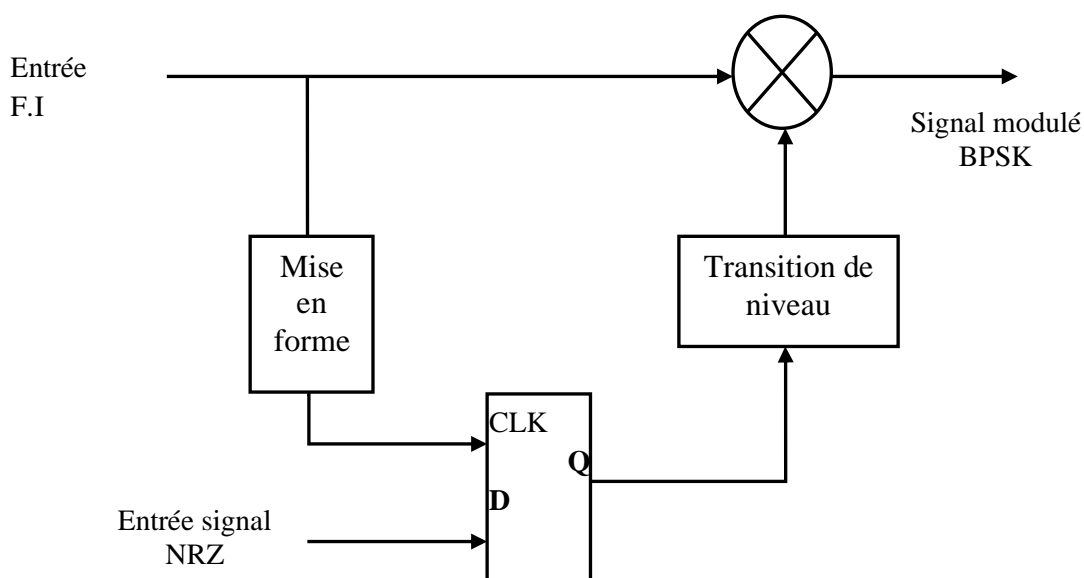 Entrée
F.I
Signal modulé
BPSK
Mise
en
forme
Transition de
niveau
CLK
Q
D
Entrée signal
NRZ